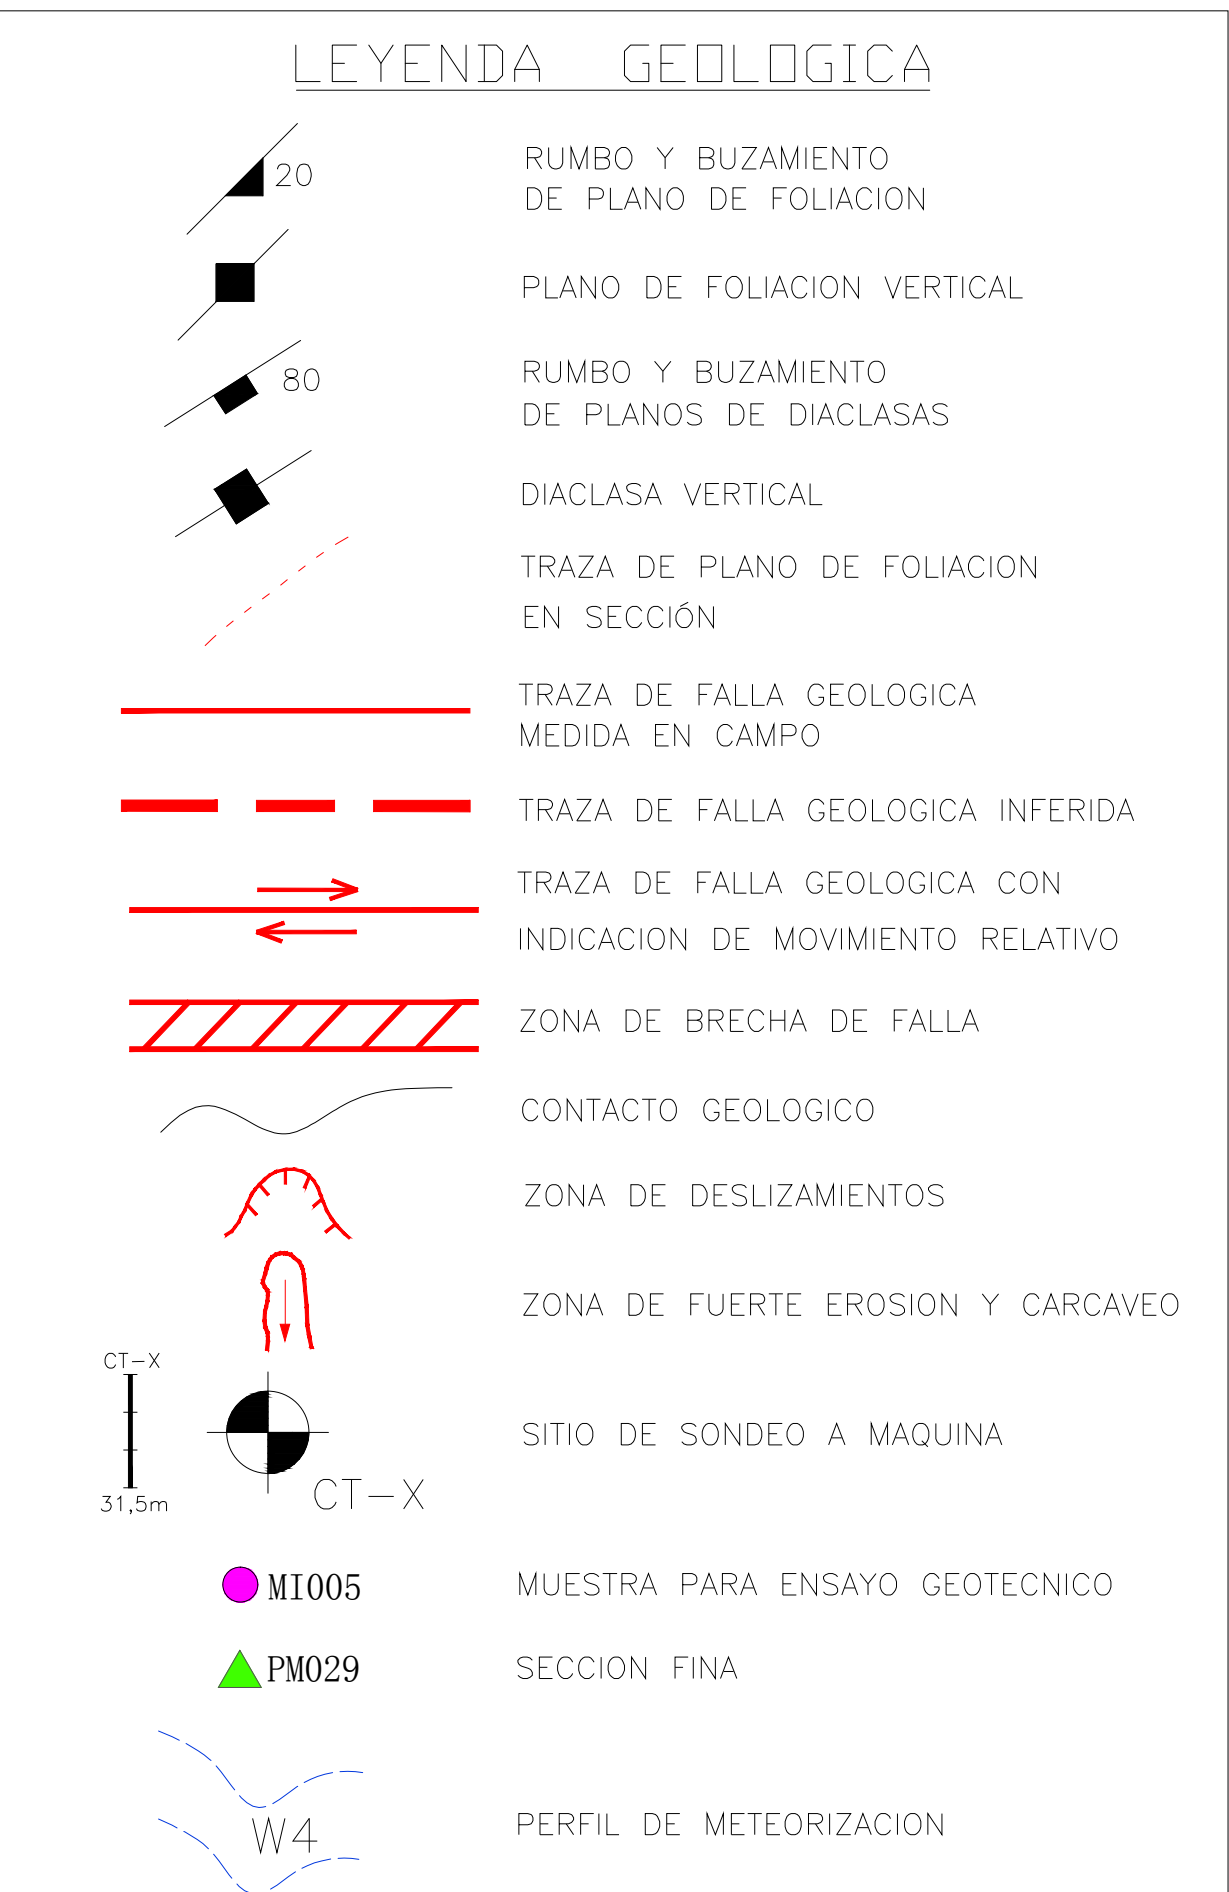 LEYENDA GEOLOGICA
20
RUMBO Y BUZAMIENTO
DE PLANO DE FOLIACION
PLANO DE FOLIACION VERTICAL
80
RUMBO Y BUZAMIENTO
DE PLANOS DE DIACLASAS
DIACLASA VERTICAL
TRAZA DE PLANO DE FOLIACION
EN SECCIÓN
TRAZA DE FALLA GEOLOGICA
MEDIDA EN CAMPO
TRAZA DE FALLA GEOLOGICA INFERIDA
TRAZA DE FALLA GEOLOGICA CON
INDICACION DE MOVIMIENTO RELATIVO
ZONA DE BRECHA DE FALLA
CONTACTO GEOLOGICO
ZONA DE DESLIZAMIENTOS
ZONA DE FUERTE EROSION Y CARCAVEO
CT-X
31,5m
CT-X
SITIO DE SONDEO A MAQUINA
MI005
MUESTRA PARA ENSAYO GEOTECNICO
PM029
SECCION FINA
W4
PERFIL DE METEORIZACION